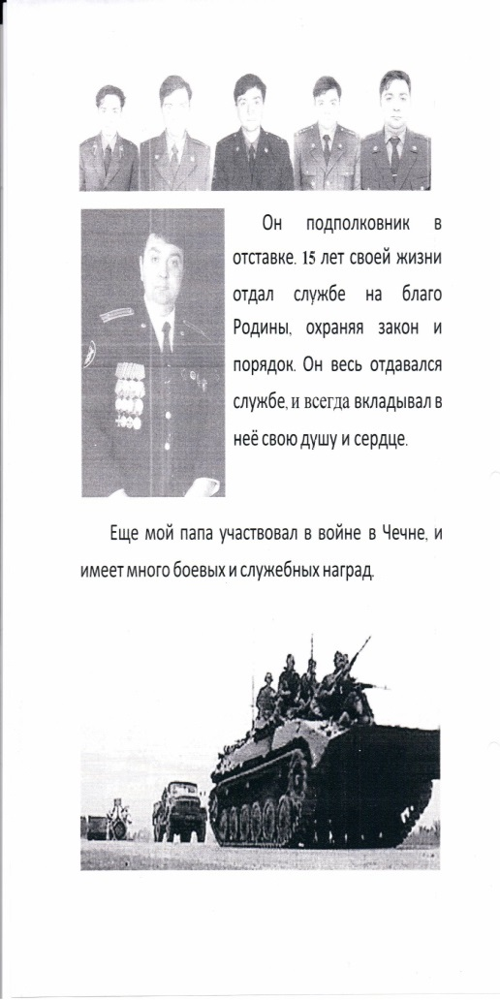 Он подполковник в
отставке. 15 лет своей жизни
отдал службе на благо
Родины, охраняя закон и
порядок. Он весь отдавался
службе, и всегда вкладывал в
неё свою душу и сердце.
Еще мой папа участвовал в войне в Чечне, и
имеет много боевых и служебных наград.